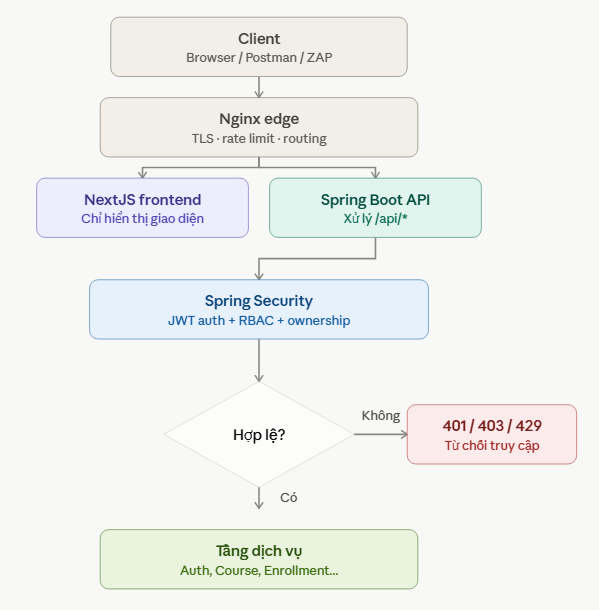 Client
Browser / Postman / ZAP
Nginx edge
TLS · rate limit · routing
NextJS frontend
Chỉ hiển thị giao diện
Spring Boot API
Xử lý /api/*
Spring Security
JWT auth + RBAC + ownership
Hợp lệ?
Không
401 / 403 / 429
Từ chối truy cập
Có
Tầng dịch vụ
Auth, Course, Enrollment...